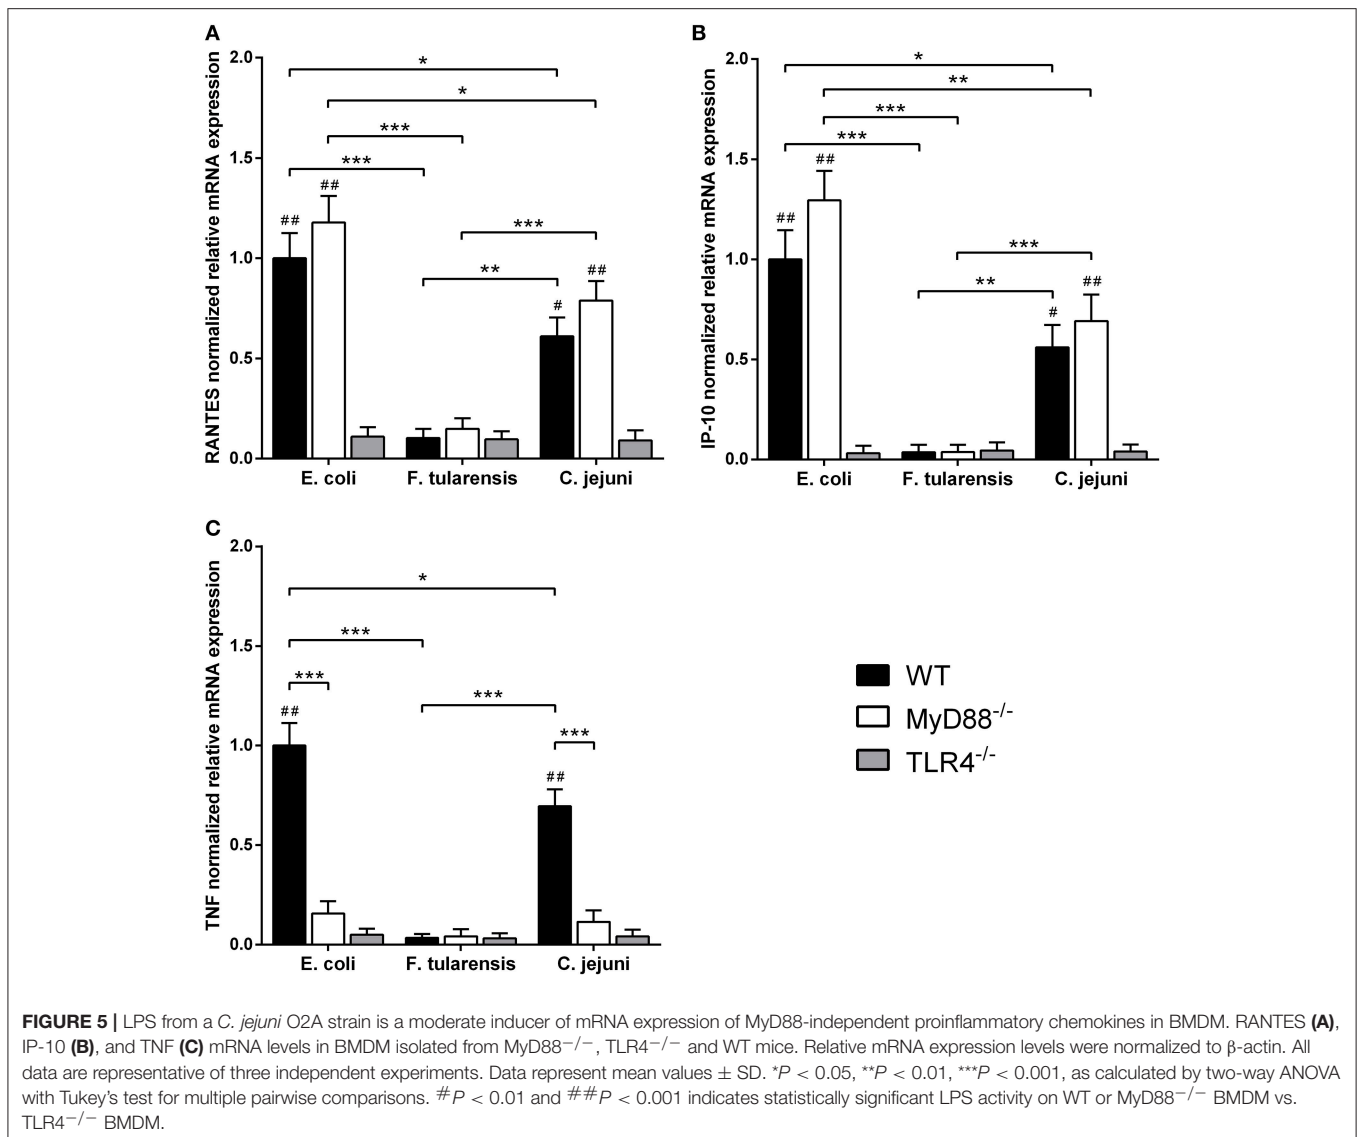 A
RANTES normalized relative mRNA expression
2.0
1.5
1.0
0.5
0.0
*
*
***
***
##
##
***
**
#
##
E. coli
F. tularensis
C. jejuni
B
IP-10 normalized relative mRNA expression
2.0
1.5
1.0
0.5
0.0
*
**
***
***
##
##
***
**
#
##
E. coli
F. tularensis
C. jejuni
C
TNF normalized relative mRNA expression
2.0
1.5
1.0
0.5
0.0
*
***
***
##
***
***
##
E. coli
F. tularensis
C. jejuni
WT
MyD88-/-
TLR4-/-
FIGURE 5 | LPS from a C. jejuni O2A strain is a moderate inducer of mRNA expression of MyD88-independent proinflammatory chemokines in BMDM. RANTES (A),
IP-10 (B), and TNF (C) mRNA levels in BMDM isolated from MyD88−/−, TLR4−/− and WT mice. Relative mRNA expression levels were normalized to β-actin. All
data are representative of three independent experiments. Data represent mean values ± SD. *P < 0.05, **P < 0.01, ***P < 0.001, as calculated by two-way ANOVA
with Tukey's test for multiple pairwise comparisons. #P < 0.01 and ##P < 0.001 indicates statistically significant LPS activity on WT or MyD88−/− BMDM vs.
TLR4−/− BMDM.